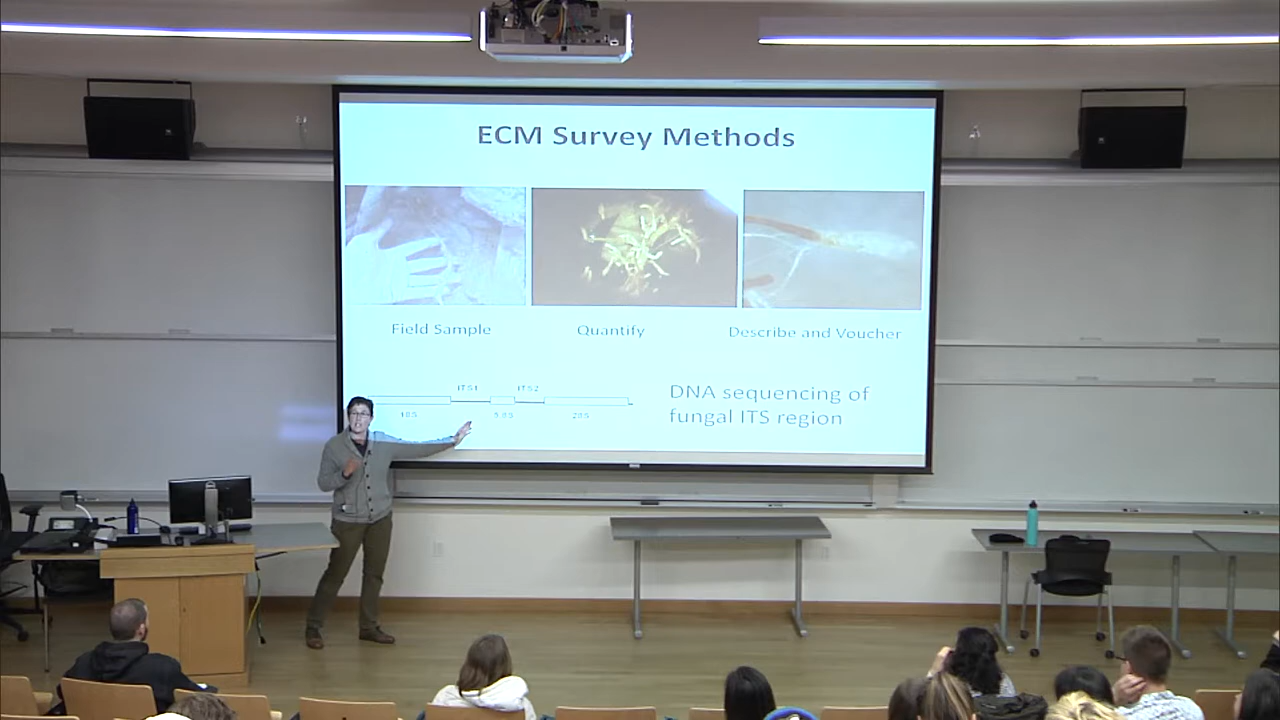 ECM Survey Methods
Field Sample
Quantify
Describe and Voucher
ITS1
ITS2
18S
5.8S
28S
DNA sequencing of
fungal ITS region